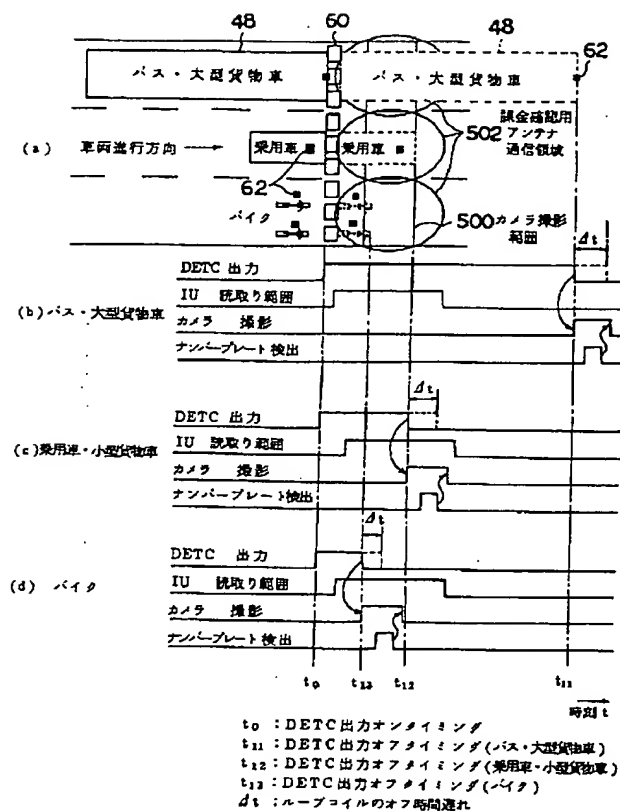 48 60 48
62
バス・大型貨物車 バス・大型貨物車
(a) 車両進行方向
乗用車 乗用車
502 課金確認用
アンテナ
通信領域
62
バイク
500 カメラ撮影
範囲
Δt
DETC 出力
IU 読取り範囲
(b) バス・大型貨物車
カメラ 撮影
ナンバープレート検出
Δt
DETC 出力
IU 読取り範囲
(c) 乗用車・小型貨物車
カメラ 撮影
ナンバープレート検出
Δt
DETC 出力
IU 読取り範囲
(d) バイク
カメラ 撮影
ナンバープレート検出
t₀ t₁₃ t₁₂ t₁₁
時刻 t
t₀ :DETC出力オンタイミング
t₁₁ :DETC出力オフタイミング(バス・大型貨物車)
t₁₂ :DETC出力オフタイミング(乗用車・小型貨物車)
t₁₃ :DETC出力オフタイミング(バイク)
Δt :ループコイルのオフ時間遅れ